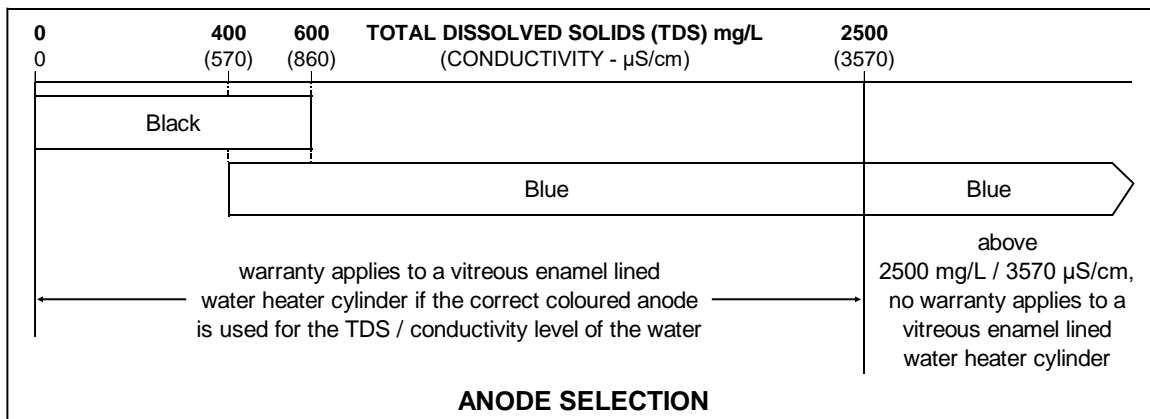 0 400 600 TOTAL DISSOLVED SOLIDS (TDS) mg/L 2500
0 (570) (860) (CONDUCTIVITY - µS/cm) (3570)
Black
Blue Blue
warranty applies to a vitreous enamel lined
water heater cylinder if the correct coloured anode
is used for the TDS / conductivity level of the water
above
2500 mg/L / 3570 µS/cm,
no warranty applies to a
vitreous enamel lined
water heater cylinder
ANODE SELECTION